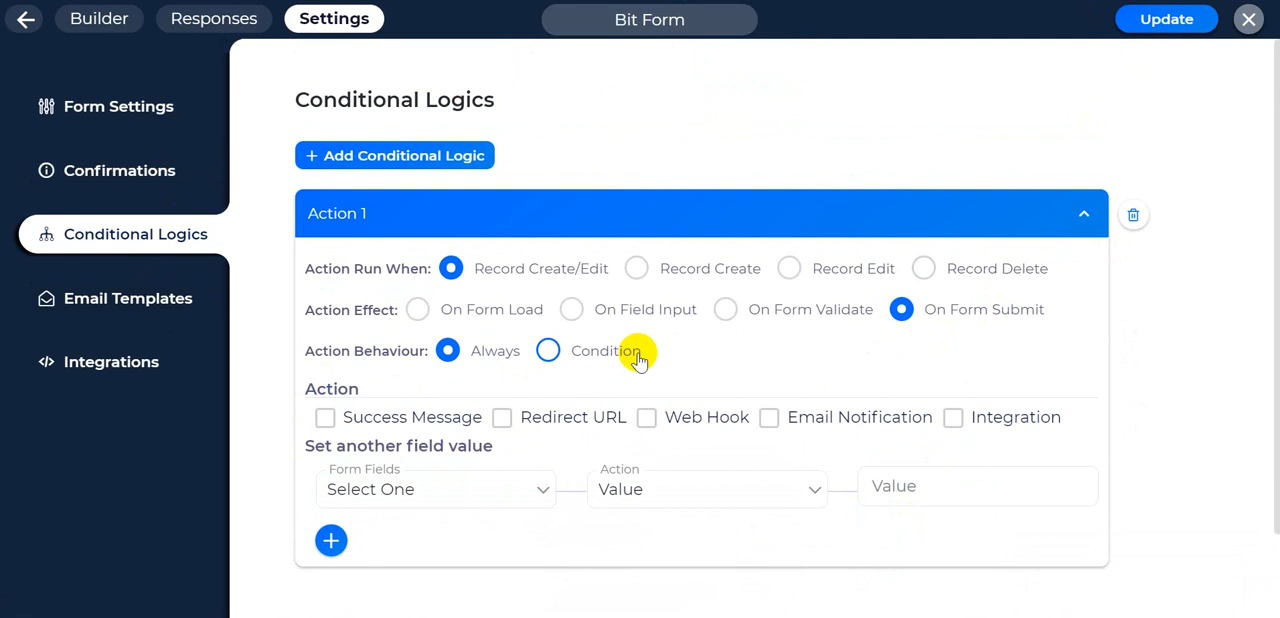 Builder Responses Settings Bit Form Update
Form Settings
Confirmations
Conditional Logics
Email Templates
Integrations
Conditional Logics
+ Add Conditional Logic
Action 1
Action Run When: Record Create/Edit Record Create Record Edit Record Delete
Action Effect: On Form Load On Field Input On Form Validate On Form Submit
Action Behaviour: Always Condition
Action
Success Message Redirect URL Web Hook Email Notification Integration
Set another field value
Form Fields Action
Select One Value Value